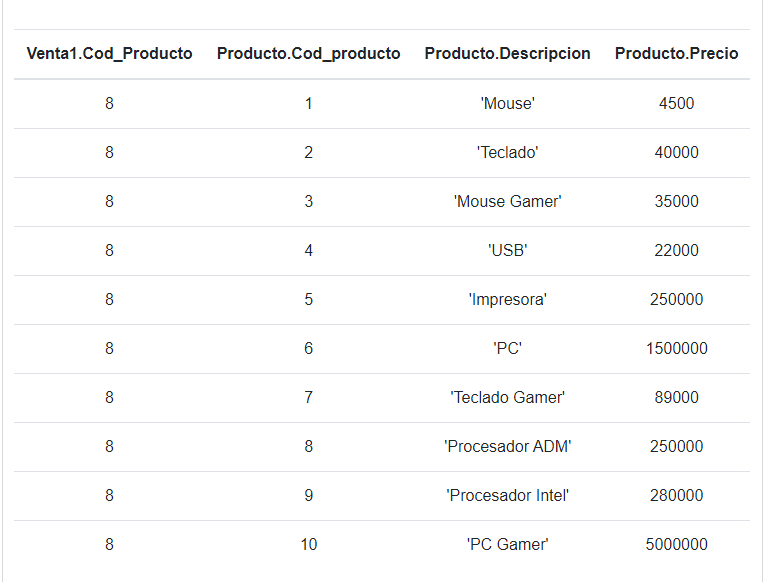 Venta1.Cod_Producto Producto.Cod_producto Producto.Descripcion Producto.Precio
8 1 'Mouse' 4500
8 2 'Teclado' 40000
8 3 'Mouse Gamer' 35000
8 4 'USB' 22000
8 5 'Impresora' 250000
8 6 'PC' 1500000
8 7 'Teclado Gamer' 89000
8 8 'Procesador ADM' 250000
8 9 'Procesador Intel' 280000
8 10 'PC Gamer' 5000000